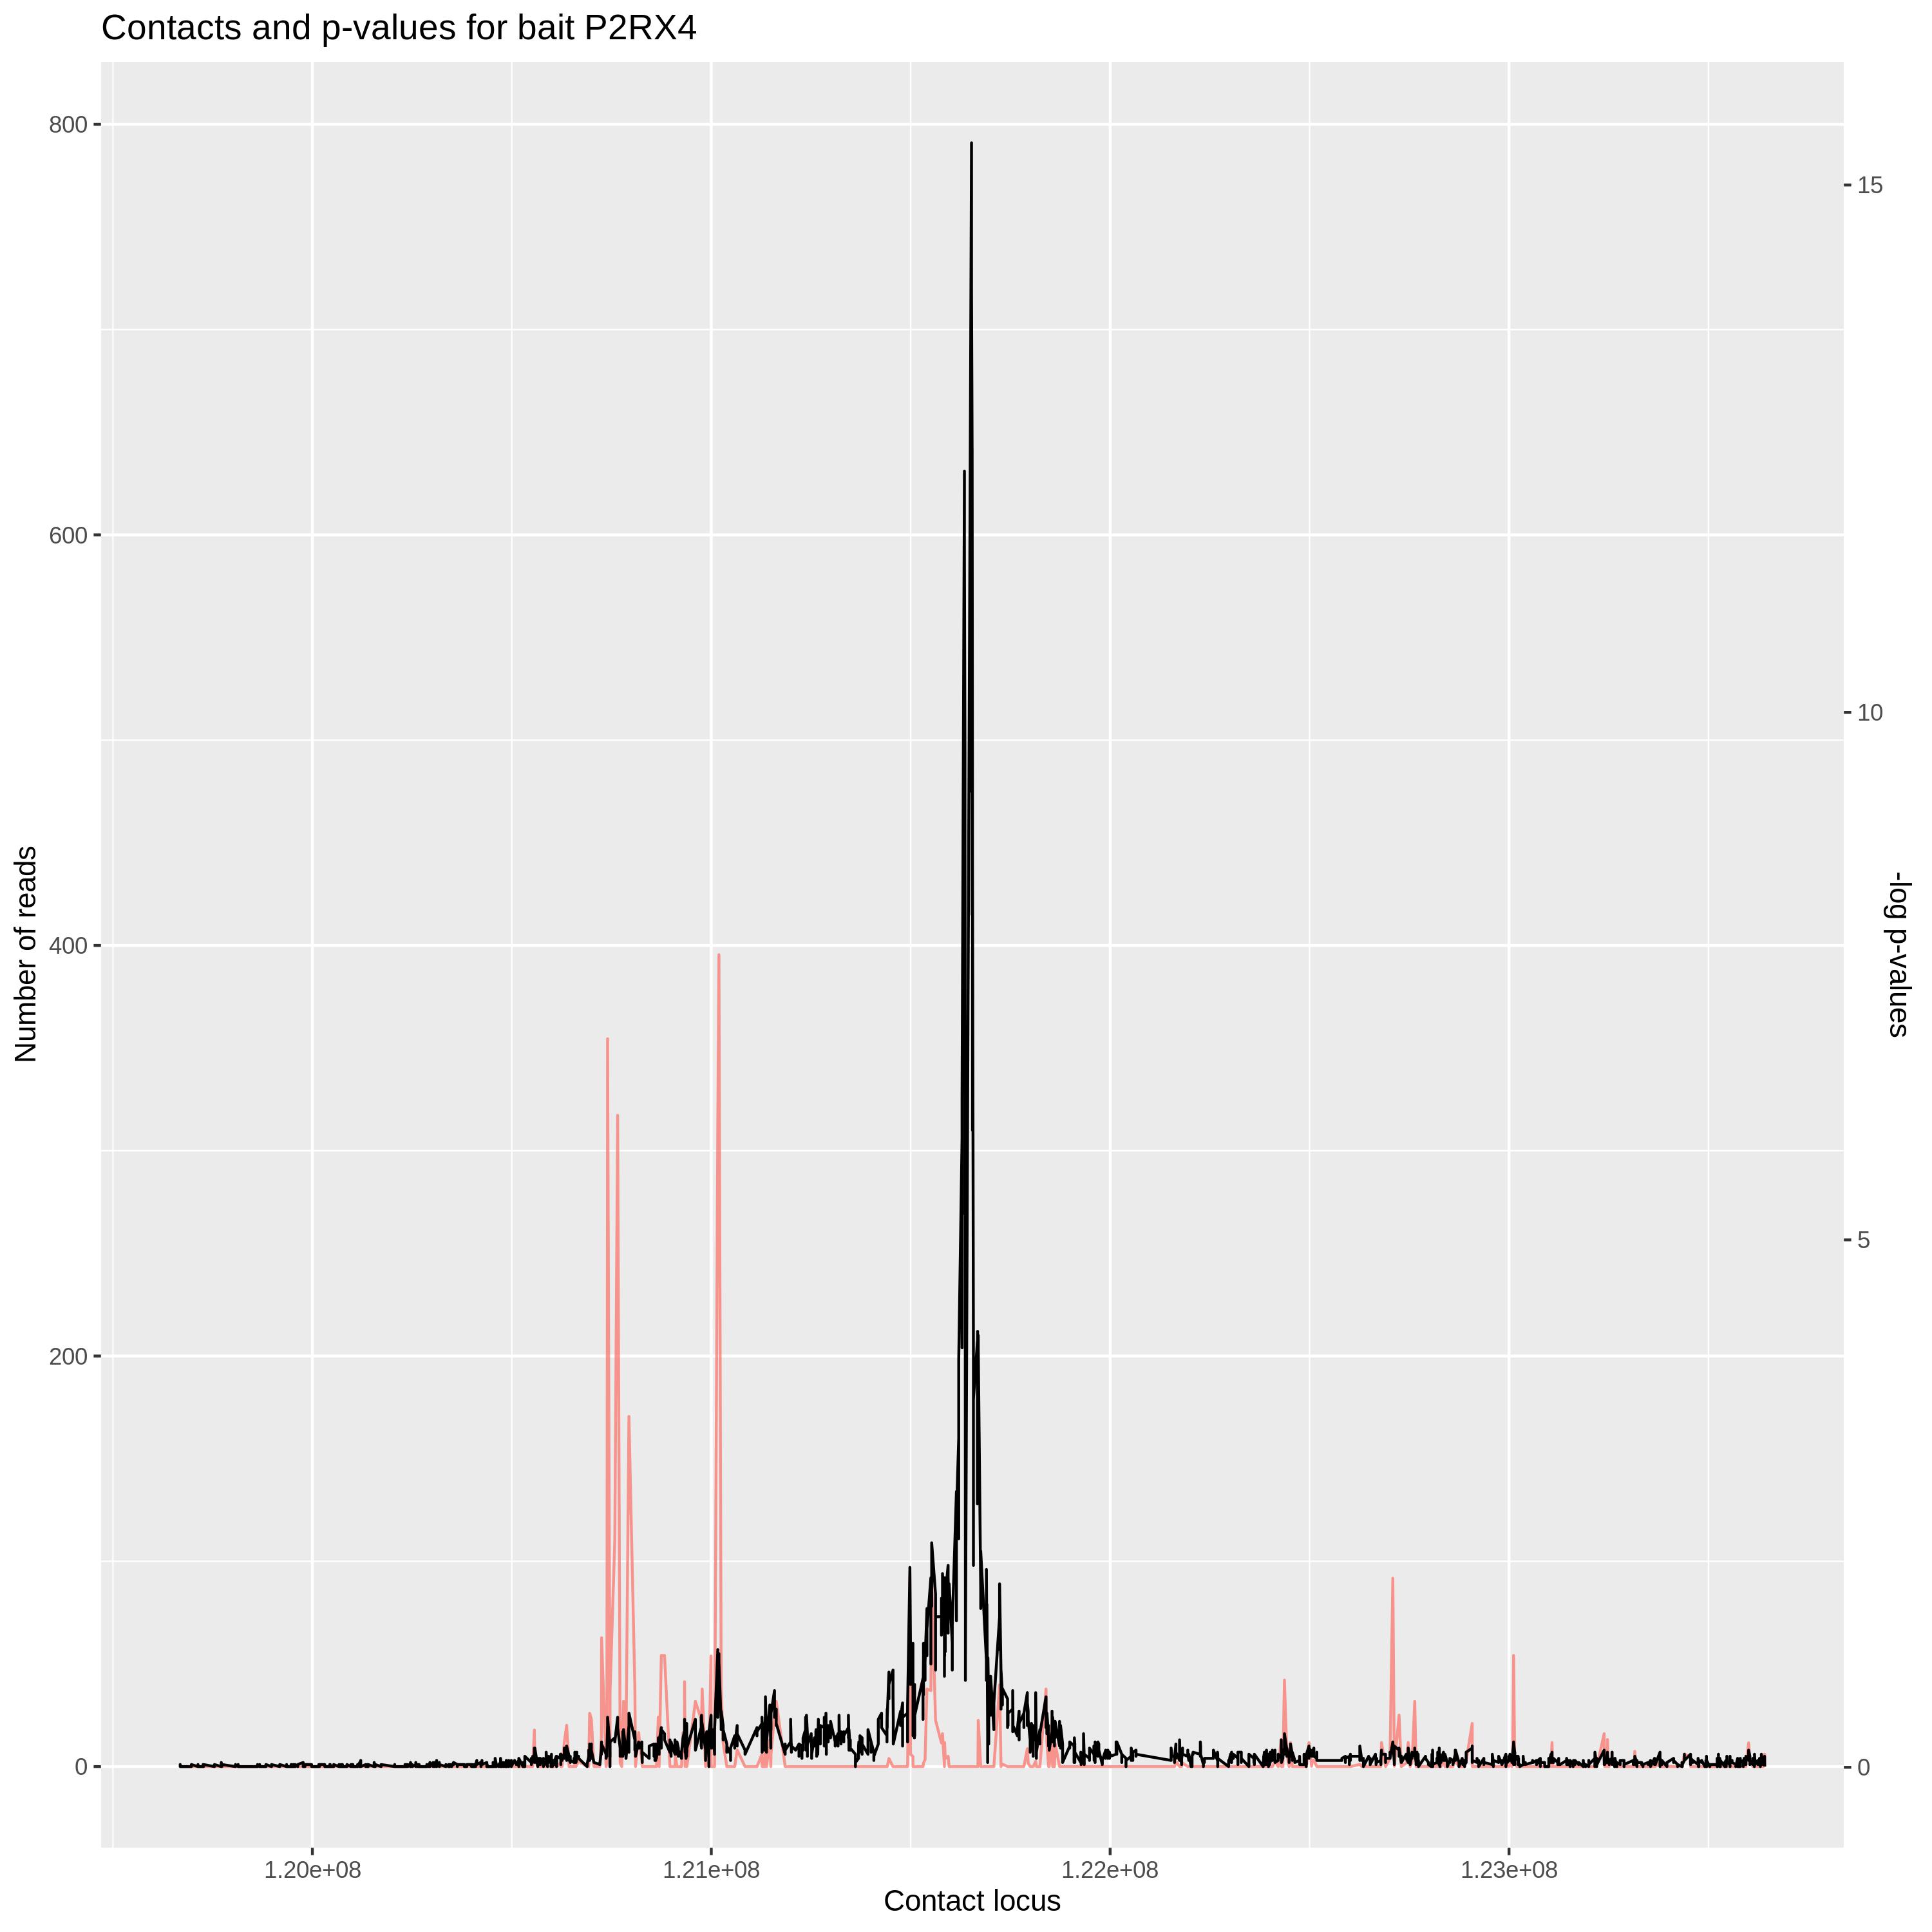 Contacts and p-values for bait P2RX4
800
600
400
200
0
Number of reads
15
10
5
0
-log p-values
1.20e+08
1.21e+08
1.22e+08
1.23e+08
Contact locus